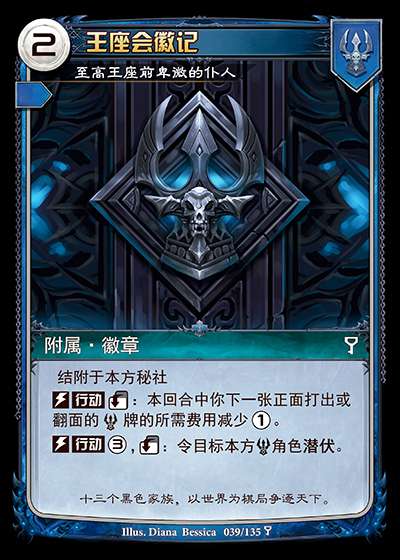 2
王座会徽记
至高王座前卑微的仆人
附属·徽章
结附于本方秘社
行动 : 本回合中你下一张正面打出或
翻面的 牌的所需费用减少①。
行动 ③, : 令目标本方 角色潜伏。
十三个黑色家族,以世界为棋局争逐天下。
Illus. Diana Bessica 039/135